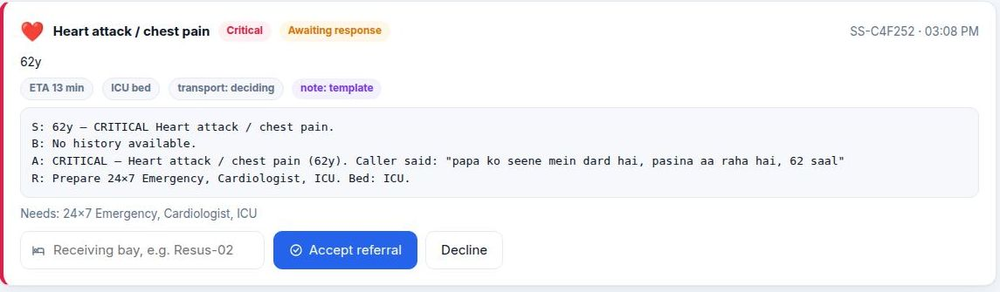 Heart attack / chest pain Critical Awaiting response SS-C4F252 · 03:08 PM
62y
ETA 13 min ICU bed transport: deciding note: template
S: 62y — CRITICAL Heart attack / chest pain.
B: No history available.
A: CRITICAL — Heart attack / chest pain (62y). Caller said: "papa ko seene mein dard hai, pasina aa raha hai, 62 saal"
R: Prepare 24×7 Emergency, Cardiologist, ICU. Bed: ICU.
Needs: 24×7 Emergency, Cardiologist, ICU
Receiving bay, e.g. Resus-02 Accept referral Decline